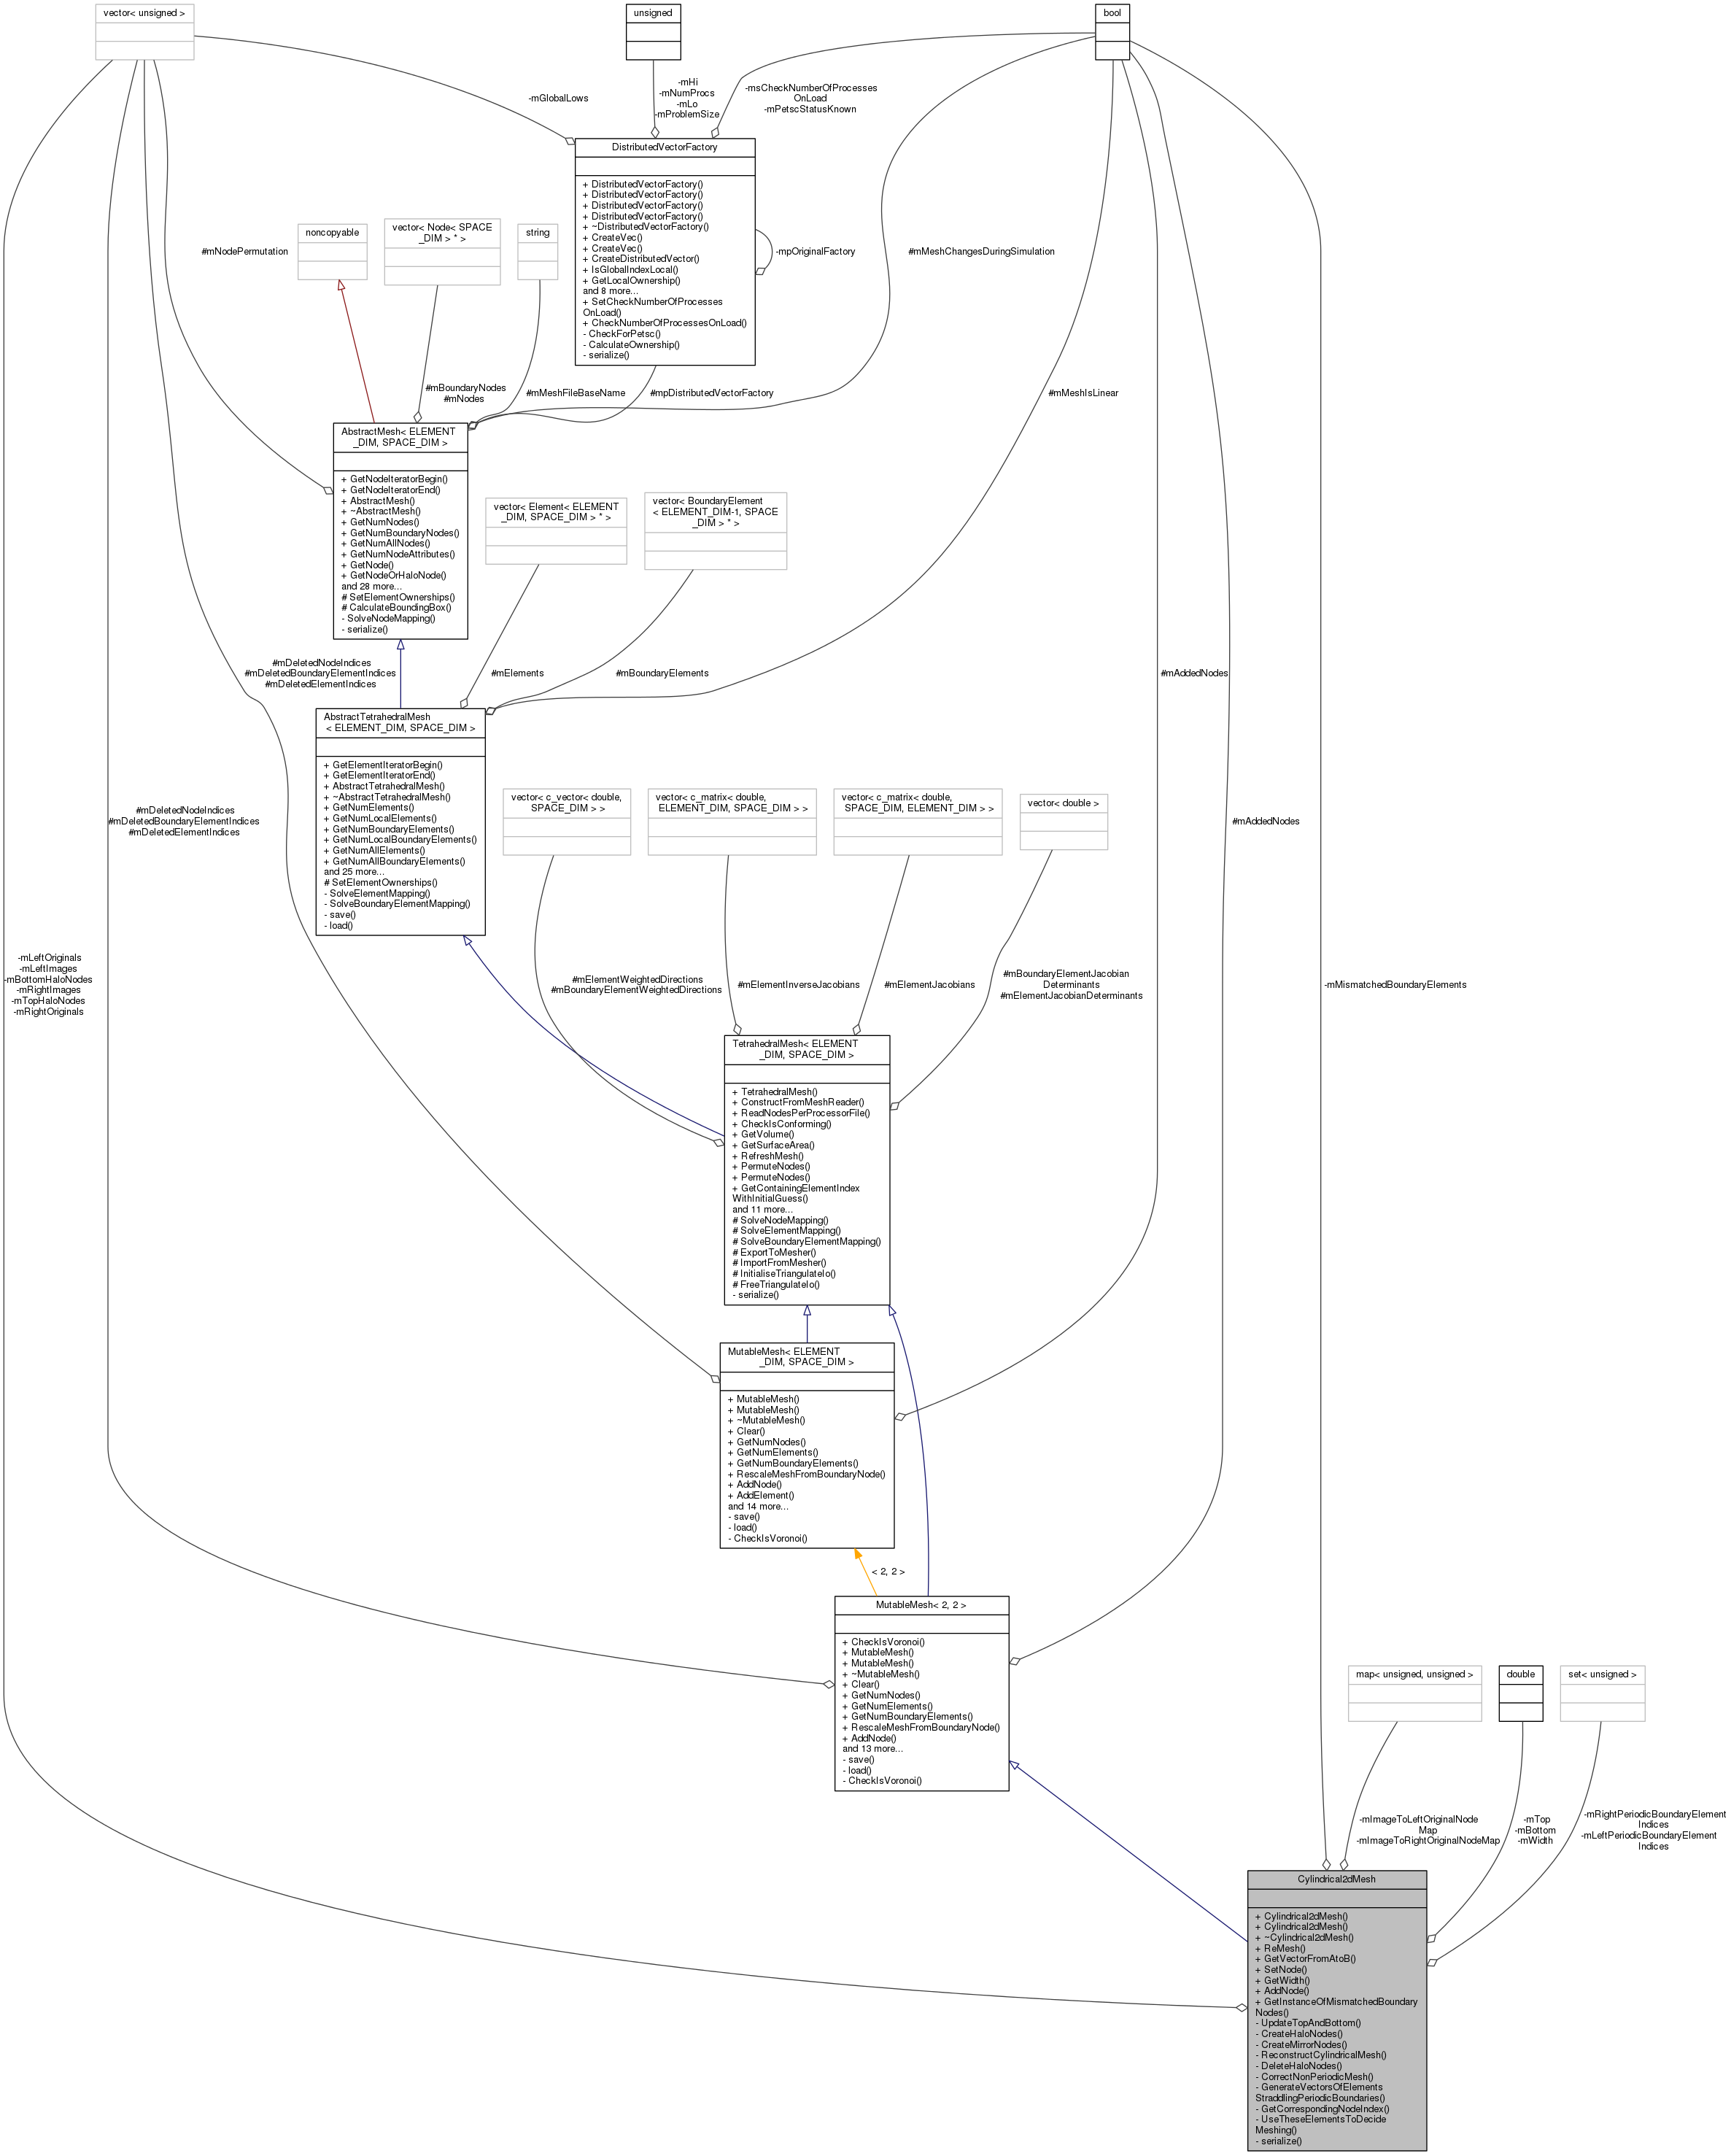 vector< unsigned >
unsigned
bool
-mGlobalLows
-mHi
-mNumProcs
-mLo
-mProblemSize
-msCheckNumberOfProcesses
OnLoad
-mPetscStatusKnown
DistributedVectorFactory
+ DistributedVectorFactory()
+ DistributedVectorFactory()
+ DistributedVectorFactory()
+ DistributedVectorFactory()
+ ~DistributedVectorFactory()
+ CreateVec()
+ CreateVec()
+ CreateDistributedVector()
+ IsGlobalIndexLocal()
+ GetLocalOwnership()
and 8 more...
+ SetCheckNumberOfProcesses
OnLoad()
+ CheckNumberOfProcessesOnLoad()
- CheckForPetsc()
- CalculateOwnership()
- serialize()
-mpOriginalFactory
#mNodePermutation
noncopyable
vector< Node< SPACE
_DIM > * >
string
#mMeshChangesDuringSimulation
#mBoundaryNodes
#mNodes
#mMeshFileBaseName
#mpDistributedVectorFactory
#mMeshIsLinear
AbstractMesh< ELEMENT
_DIM, SPACE_DIM >
+ GetNodeIteratorBegin()
+ GetNodeIteratorEnd()
+ AbstractMesh()
+ ~AbstractMesh()
+ GetNumNodes()
+ GetNumBoundaryNodes()
+ GetNumAllNodes()
+ GetNumNodeAttributes()
+ GetNode()
+ GetNodeOrHaloNode()
and 28 more...
# SetElementOwnerships()
# CalculateBoundingBox()
- SolveNodeMapping()
- serialize()
vector< Element< ELEMENT
_DIM, SPACE_DIM > * >
vector< BoundaryElement
< ELEMENT_DIM-1, SPACE
_DIM > * >
#mDeletedNodeIndices
#mDeletedBoundaryElementIndices
#mDeletedElementIndices
#mElements
#mBoundaryElements
#mAddedNodes
AbstractTetrahedralMesh
< ELEMENT_DIM, SPACE_DIM >
+ GetElementIteratorBegin()
+ GetElementIteratorEnd()
+ AbstractTetrahedralMesh()
+ ~AbstractTetrahedralMesh()
+ GetNumElements()
+ GetNumLocalElements()
+ GetNumBoundaryElements()
+ GetNumLocalBoundaryElements()
+ GetNumAllElements()
+ GetNumAllBoundaryElements()
and 25 more...
# SetElementOwnerships()
- SolveElementMapping()
- SolveBoundaryElementMapping()
- save()
- load()
vector< c_vector< double,
SPACE_DIM > >
vector< c_matrix< double,
ELEMENT_DIM, SPACE_DIM > >
vector< c_matrix< double,
SPACE_DIM, ELEMENT_DIM > >
vector< double >
#mDeletedNodeIndices
#mDeletedBoundaryElementIndices
#mDeletedElementIndices
#mAddedNodes
-mLeftOriginals
-mLeftImages
-mBottomHaloNodes
-mRightImages
-mTopHaloNodes
-mRightOriginals
#mElementWeightedDirections
#mBoundaryElementWeightedDirections
#mElementInverseJacobians
#mElementJacobians
#mBoundaryElementJacobian
Determinants
#mElementJacobianDeterminants
-mMismatchedBoundaryElements
TetrahedralMesh< ELEMENT
_DIM, SPACE_DIM >
+ TetrahedralMesh()
+ ConstructFromMeshReader()
+ ReadNodesPerProcessorFile()
+ CheckIsConforming()
+ GetVolume()
+ GetSurfaceArea()
+ RefreshMesh()
+ PermuteNodes()
+ PermuteNodes()
+ GetContainingElementIndex
WithInitialGuess()
and 11 more...
# SolveNodeMapping()
# SolveElementMapping()
# SolveBoundaryElementMapping()
# ExportToMesher()
# ImportFromMesher()
# InitialiseTriangulateIo()
# FreeTriangulateIo()
- serialize()
MutableMesh< ELEMENT
_DIM, SPACE_DIM >
+ MutableMesh()
+ MutableMesh()
+ ~MutableMesh()
+ Clear()
+ GetNumNodes()
+ GetNumElements()
+ GetNumBoundaryElements()
+ RescaleMeshFromBoundaryNode()
+ AddNode()
+ AddElement()
and 14 more...
- save()
- load()
- CheckIsVoronoi()
< 2, 2 >
MutableMesh< 2, 2 >
+ CheckIsVoronoi()
+ MutableMesh()
+ MutableMesh()
+ ~MutableMesh()
+ Clear()
+ GetNumNodes()
+ GetNumElements()
+ GetNumBoundaryElements()
+ RescaleMeshFromBoundaryNode()
+ AddNode()
and 13 more...
- save()
- load()
- CheckIsVoronoi()
map< unsigned, unsigned >
double
set< unsigned >
-mImageToLeftOriginalNode
Map
-mImageToRightOriginalNodeMap
-mTop
-mBottom
-mWidth
-mRightPeriodicBoundaryElement
Indices
-mLeftPeriodicBoundaryElement
Indices
Cylindrical2dMesh
+ Cylindrical2dMesh()
+ Cylindrical2dMesh()
+ ~Cylindrical2dMesh()
+ ReMesh()
+ GetVectorFromAtoB()
+ SetNode()
+ GetWidth()
+ AddNode()
+ GetInstanceOfMismatchedBoundary
Nodes()
- UpdateTopAndBottom()
- CreateHaloNodes()
- CreateMirrorNodes()
- ReconstructCylindricalMesh()
- DeleteHaloNodes()
- CorrectNonPeriodicMesh()
- GenerateVectorsOfElements
StraddlingPeriodicBoundaries()
- GetCorrespondingNodeIndex()
- UseTheseElementsToDecide
Meshing()
- serialize()